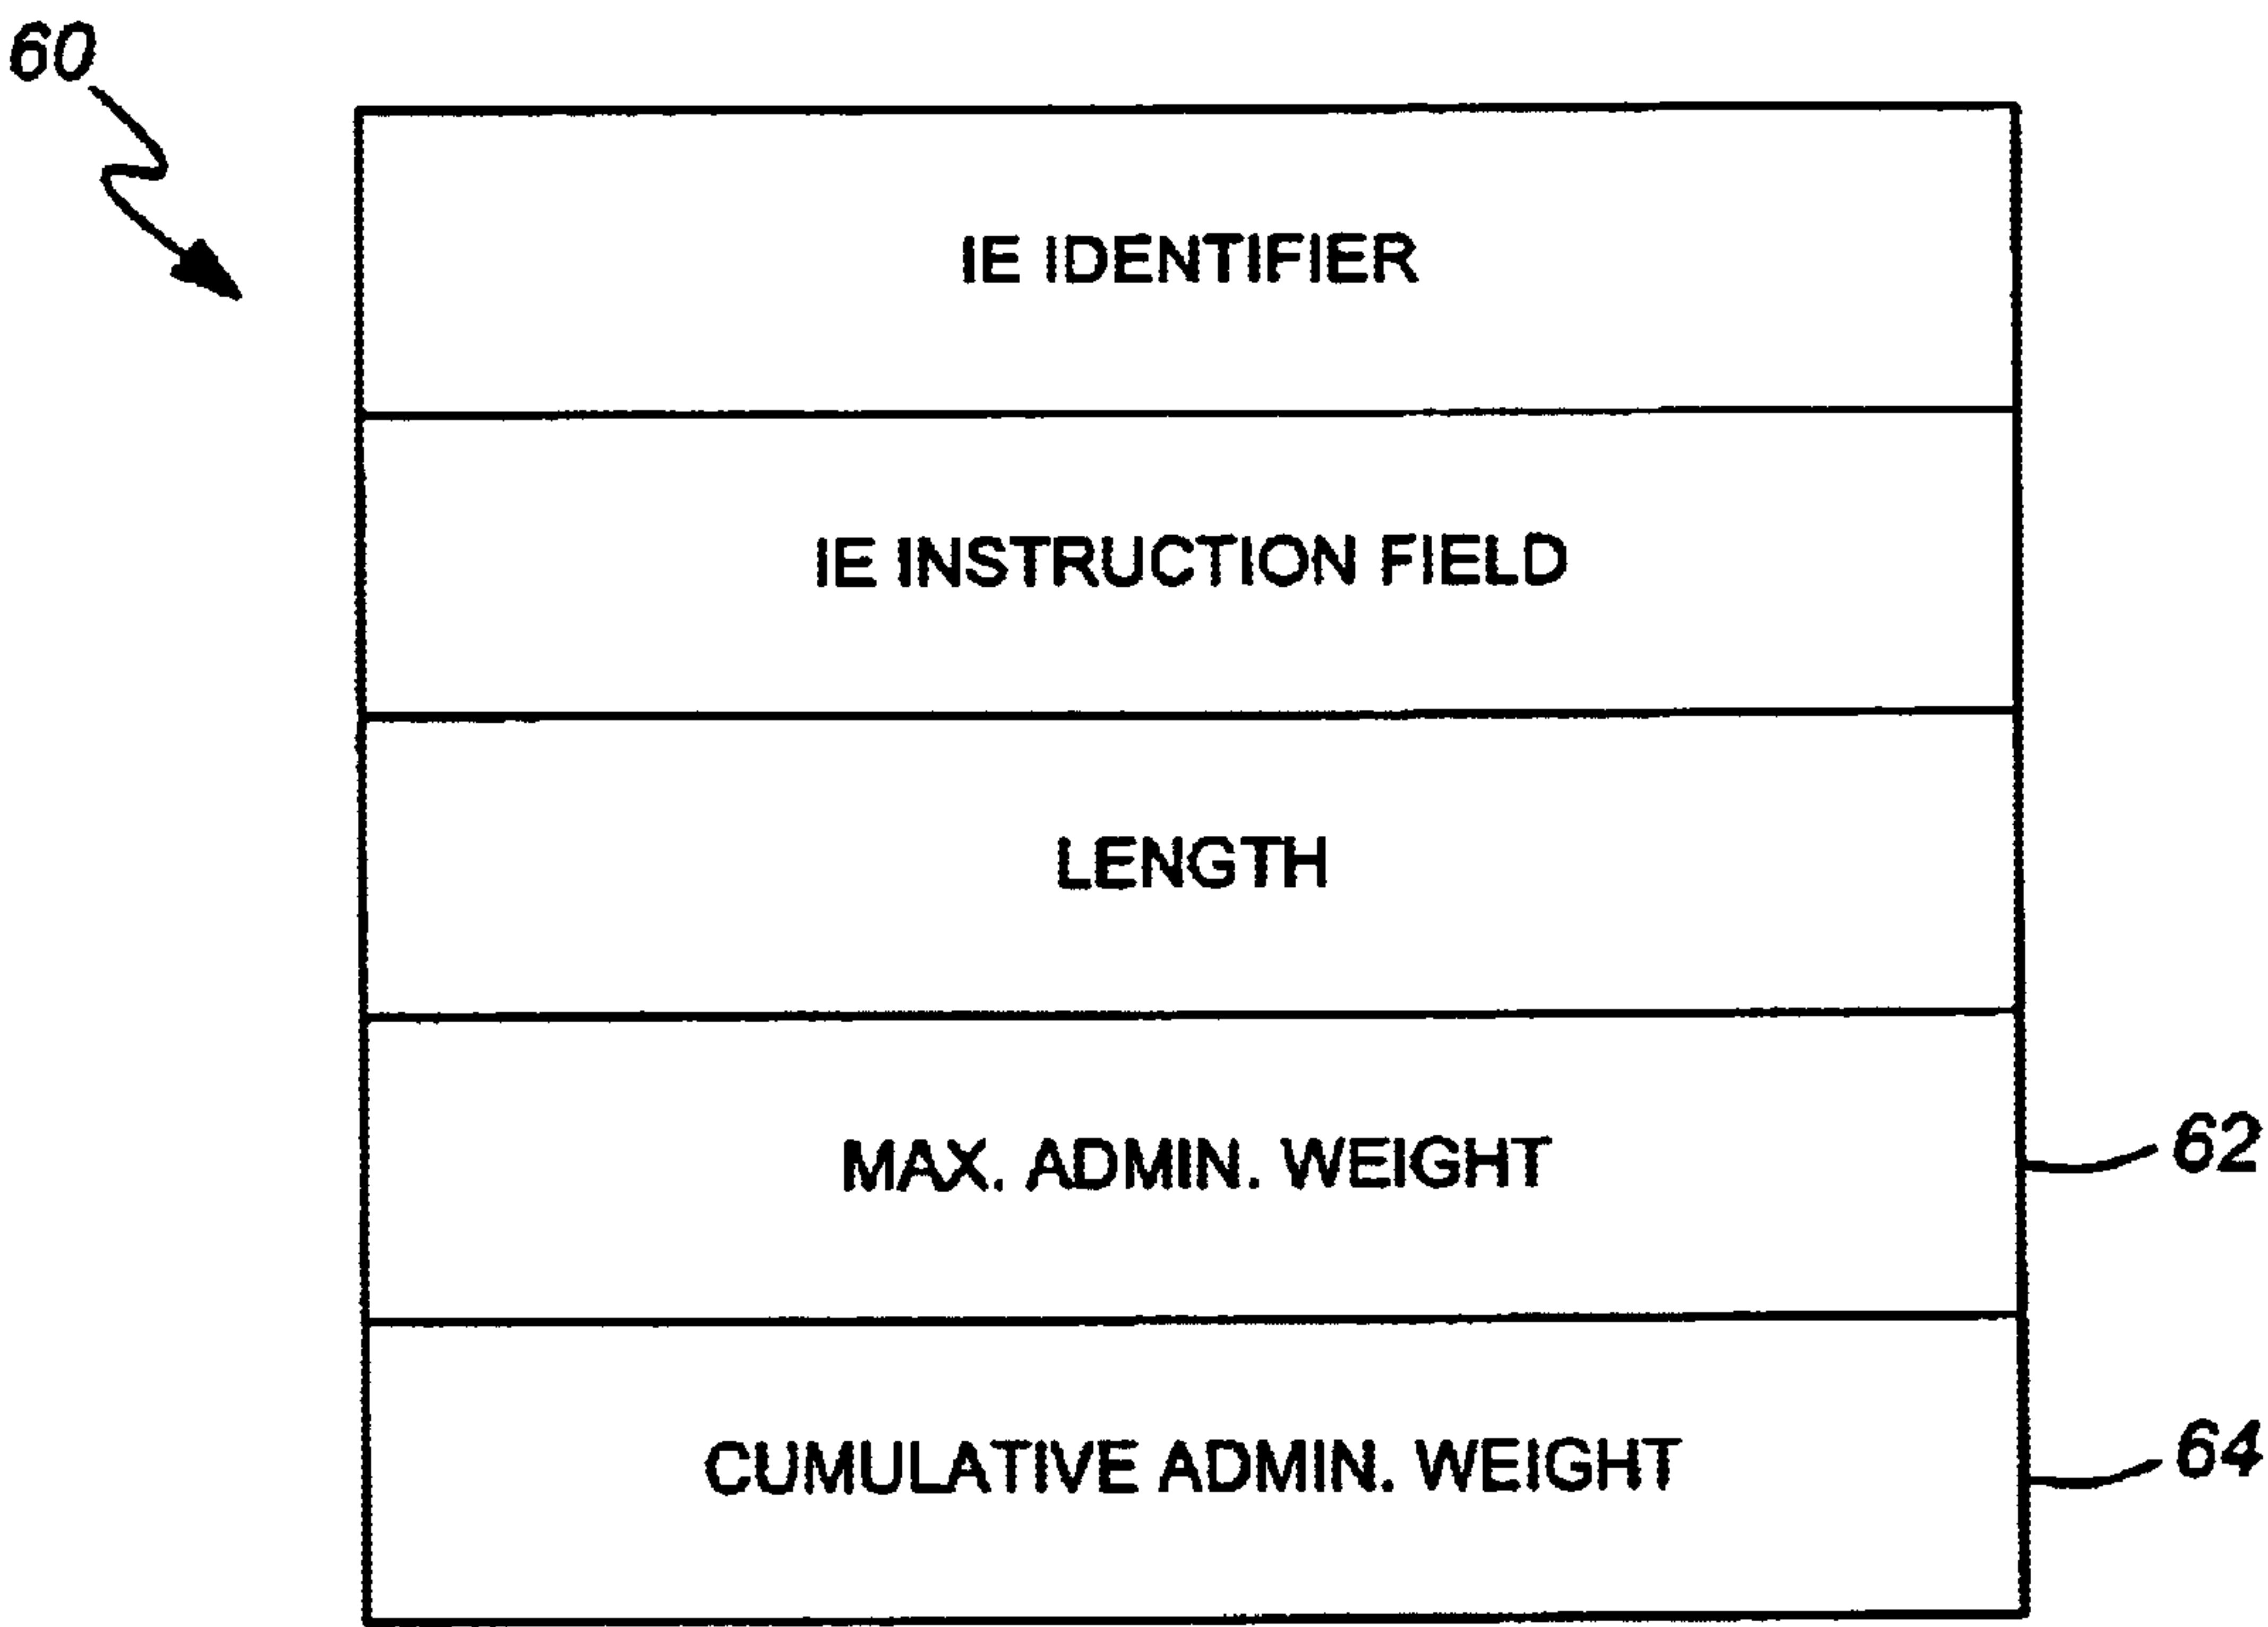 60
IE IDENTIFIER
IE INSTRUCTION FIELD
LENGTH
MAX. ADMIN. WEIGHT
62
CUMULATIVE ADMIN. WEIGHT
64